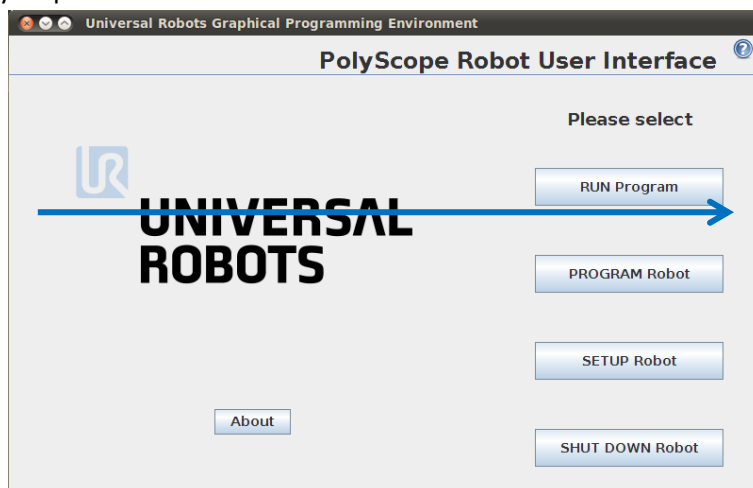 Universal Robots Graphical Programming Environment
PolyScope Robot User Interface
?
Please select
UR
RUN Program
UNIVERSAL
ROBOTS
PROGRAM Robot
SETUP Robot
About
SHUT DOWN Robot